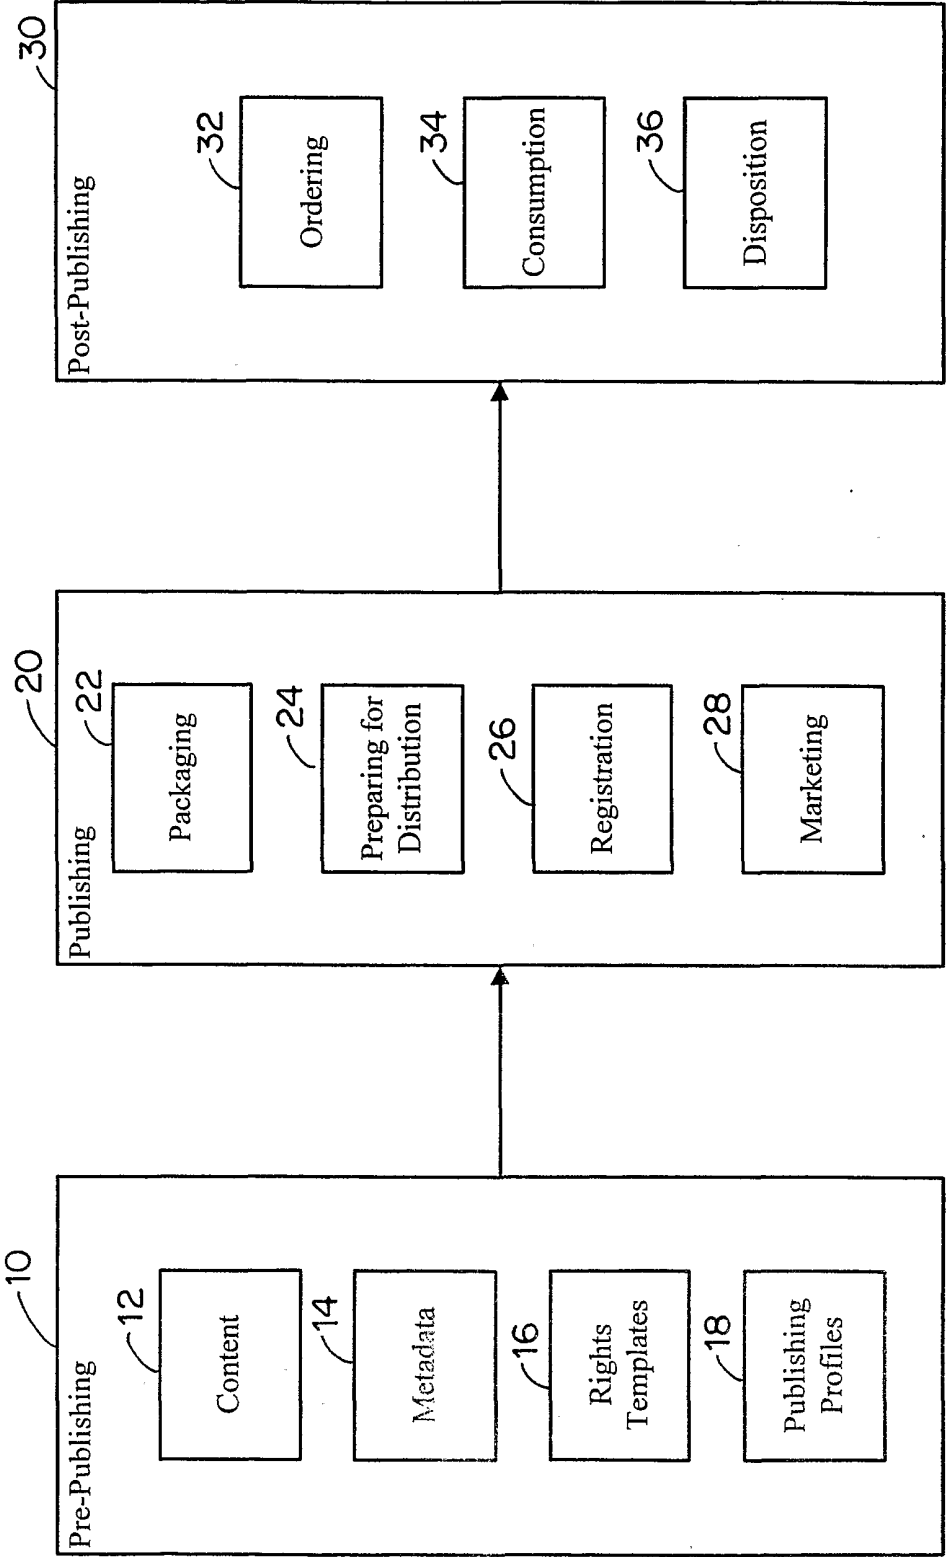 10
Pre-Publishing
12
Content
14
Metadata
16
Rights
Templates
18
Publishing
Profiles
20
Publishing
22
Packaging
24
Preparing for
Distribution
26
Registration
28
Marketing
30
Post-Publishing
32
Ordering
34
Consumption
36
Disposition